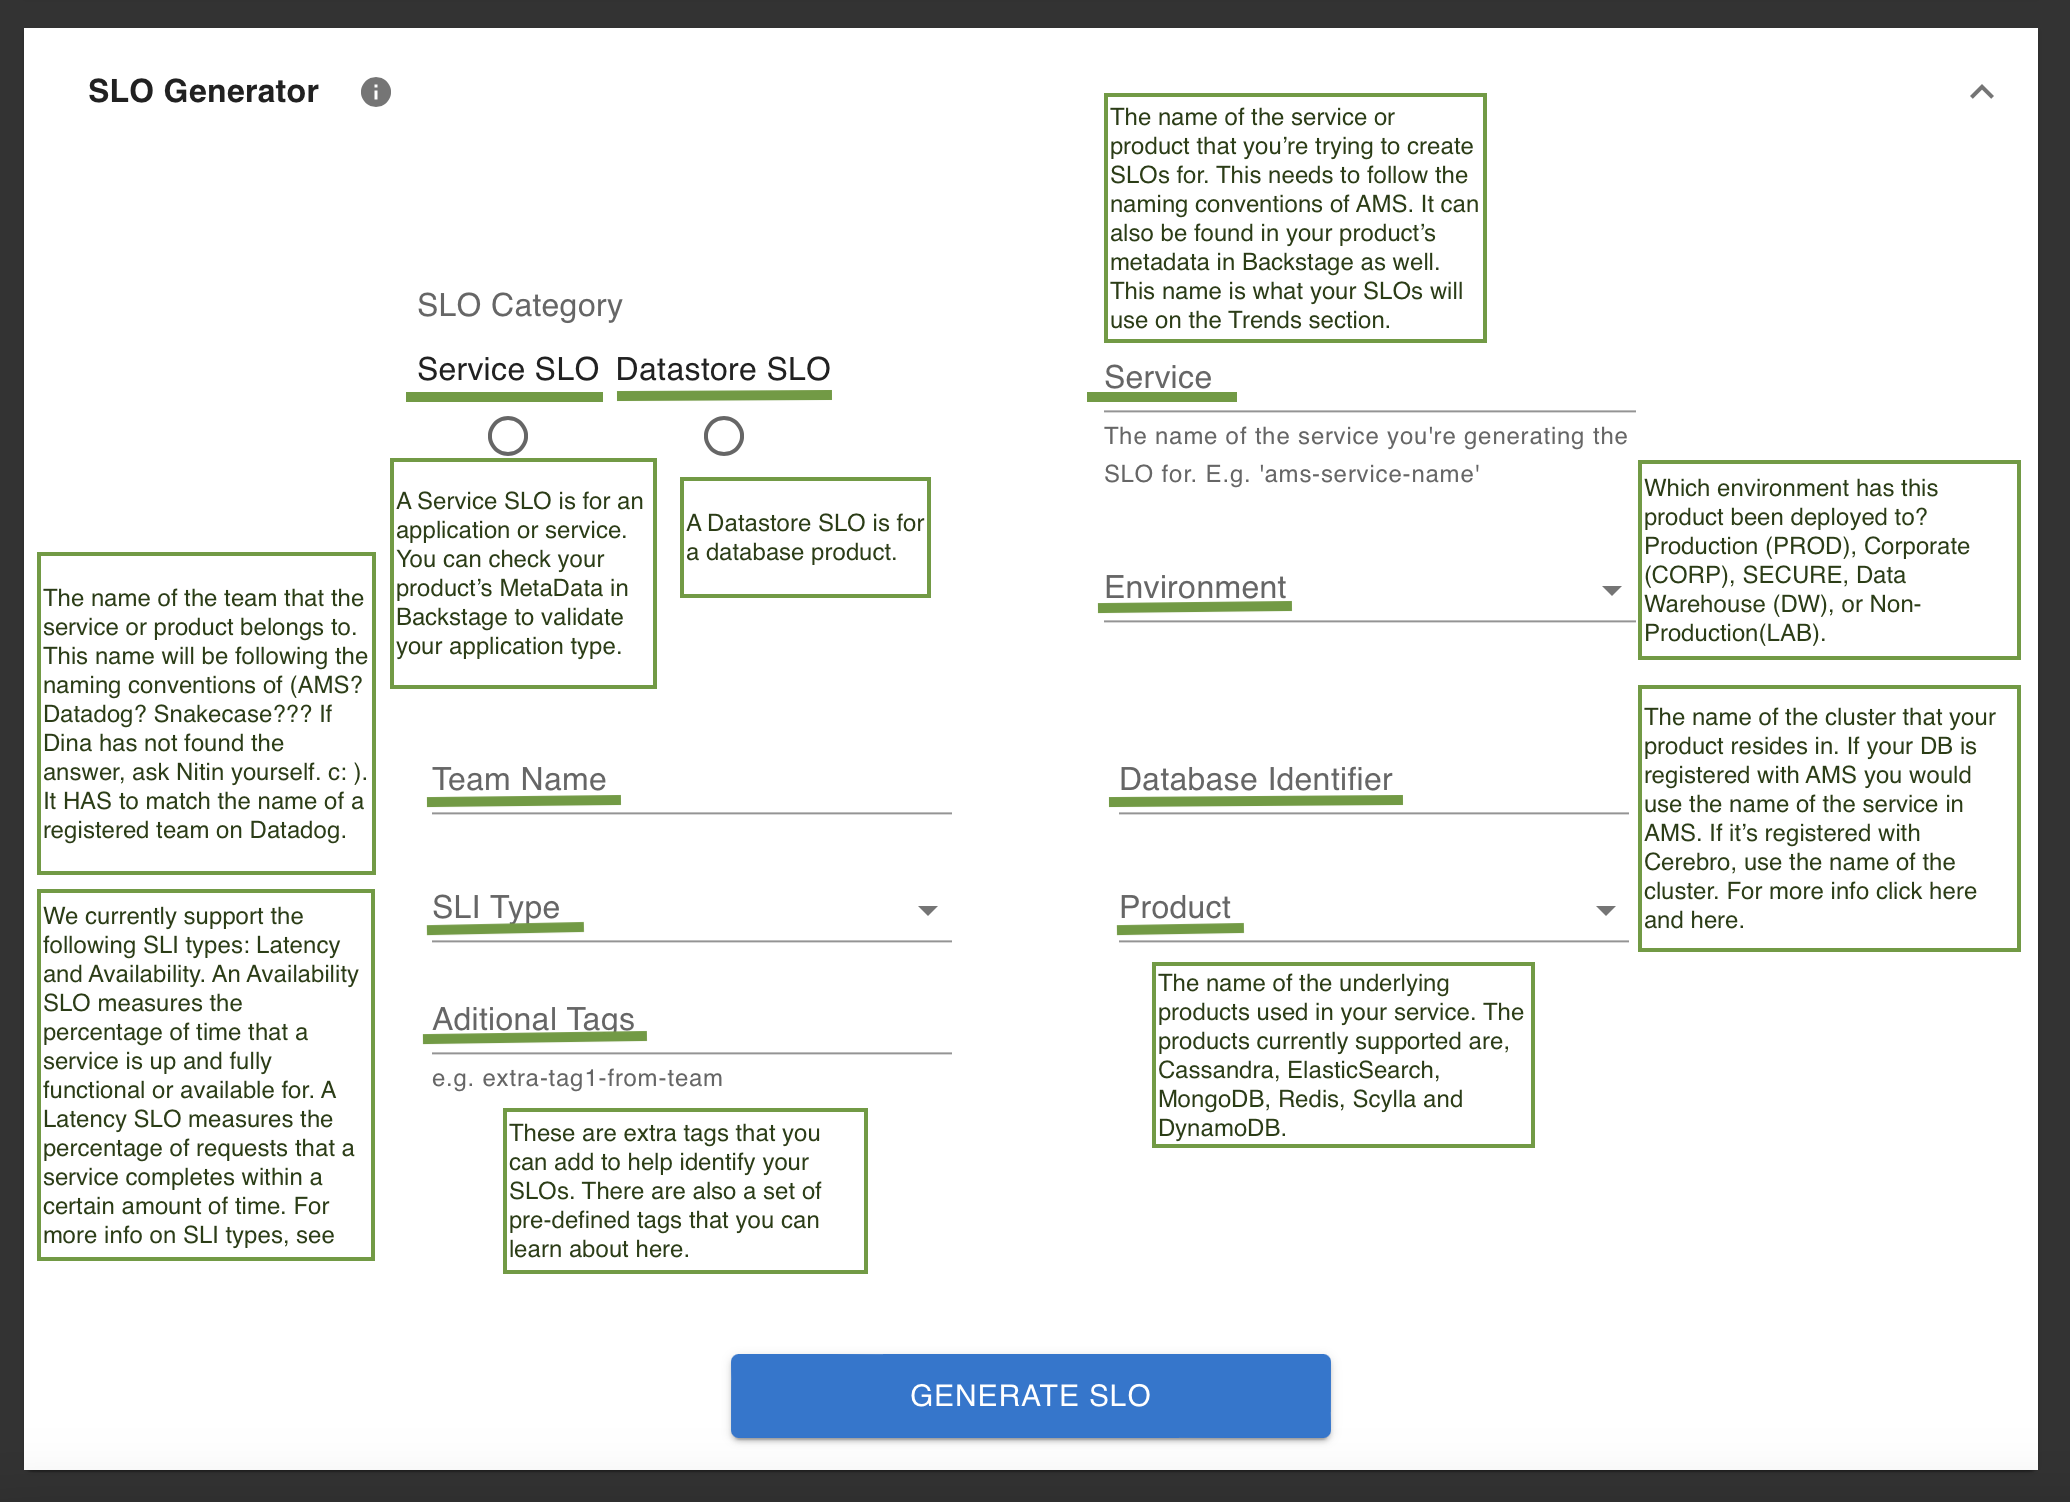 SLO Generator
The name of the service or
product that you’re trying to create
SLOs for. This needs to follow the
naming conventions of AMS. It can
also be found in your product’s
metadata in Backstage as well.
This name is what your SLOs will
use on the Trends section.
SLO Category
Service SLO Datastore SLO
A Service SLO is for an
application or service.
You can check your
product’s MetaData in
Backstage to validate
your application type.
A Datastore SLO is for
a database product.
Service
The name of the service you're generating the
SLO for. E.g. 'ams-service-name'
Environment
Which environment has this
product been deployed to?
Production (PROD), Corporate
(CORP), SECURE, Data
Warehouse (DW), or Non-
Production(LAB).
The name of the team that the
service or product belongs to.
This name will be following the
naming conventions of (AMS?
Datadog? Snakecase??? If
Dina has not found the
answer, ask Nitin yourself. c: ).
It HAS to match the name of a
registered team on Datadog.
Team Name
Database Identifier
The name of the cluster that your
product resides in. If your DB is
registered with AMS you would
use the name of the service in
AMS. If it’s registered with
Cerebro, use the name of the
cluster. For more info click here
and here.
We currently support the
following SLI types: Latency
and Availability. An Availability
SLO measures the
percentage of time that a
service is up and fully
functional or available for. A
Latency SLO measures the
percentage of requests that a
service completes within a
certain amount of time. For
more info on SLI types, see
SLI Type
Product
The name of the underlying
products used in your service. The
products currently supported are,
Cassandra, ElasticSearch,
MongoDB, Redis, Scylla and
DynamoDB.
Aditional Tags
e.g. extra-tag1-from-team
These are extra tags that you
can add to help identify your
SLOs. There are also a set of
pre-defined tags that you can
learn about here.
GENERATE SLO